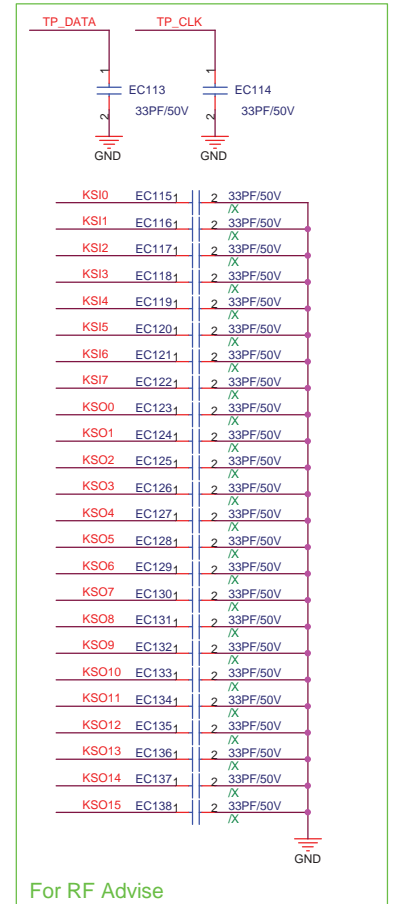 TP_DATA TP_CLK
1 1
EC113 EC114
33PF/50V 33PF/50V
2 2
GND GND
KSI0 EC115 1 2 33PF/50V
/X
KSI1 EC116 1 2 33PF/50V
/X
KSI2 EC117 1 2 33PF/50V
/X
KSI3 EC118 1 2 33PF/50V
/X
KSI4 EC119 1 2 33PF/50V
/X
KSI5 EC120 1 2 33PF/50V
/X
KSI6 EC121 1 2 33PF/50V
/X
KSI7 EC122 1 2 33PF/50V
/X
KSO0 EC123 1 2 33PF/50V
/X
KSO1 EC124 1 2 33PF/50V
/X
KSO2 EC125 1 2 33PF/50V
/X
KSO3 EC126 1 2 33PF/50V
/X
KSO4 EC127 1 2 33PF/50V
/X
KSO5 EC128 1 2 33PF/50V
/X
KSO6 EC129 1 2 33PF/50V
/X
KSO7 EC130 1 2 33PF/50V
/X
KSO8 EC131 1 2 33PF/50V
/X
KSO9 EC132 1 2 33PF/50V
/X
KSO10 EC133 1 2 33PF/50V
/X
KSO11 EC134 1 2 33PF/50V
/X
KSO12 EC135 1 2 33PF/50V
/X
KSO13 EC136 1 2 33PF/50V
/X
KSO14 EC137 1 2 33PF/50V
/X
KSO15 EC138 1 2 33PF/50V
/X
GND
For RF Advise